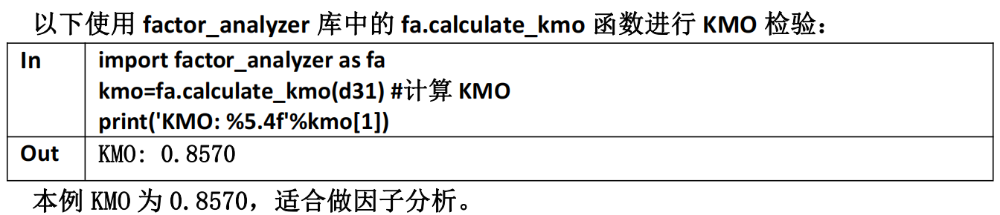 以下使用 factor_analyzer 库中的 fa.calculate_kmo 函数进行 KMO 检验：
In
import factor_analyzer as fa
kmo=fa.calculate_kmo(d31) #计算 KMO
print('KMO: %5.4f'%kmo[1])
Out
KMO: 0.8570
本例 KMO 为 0.8570，适合做因子分析。